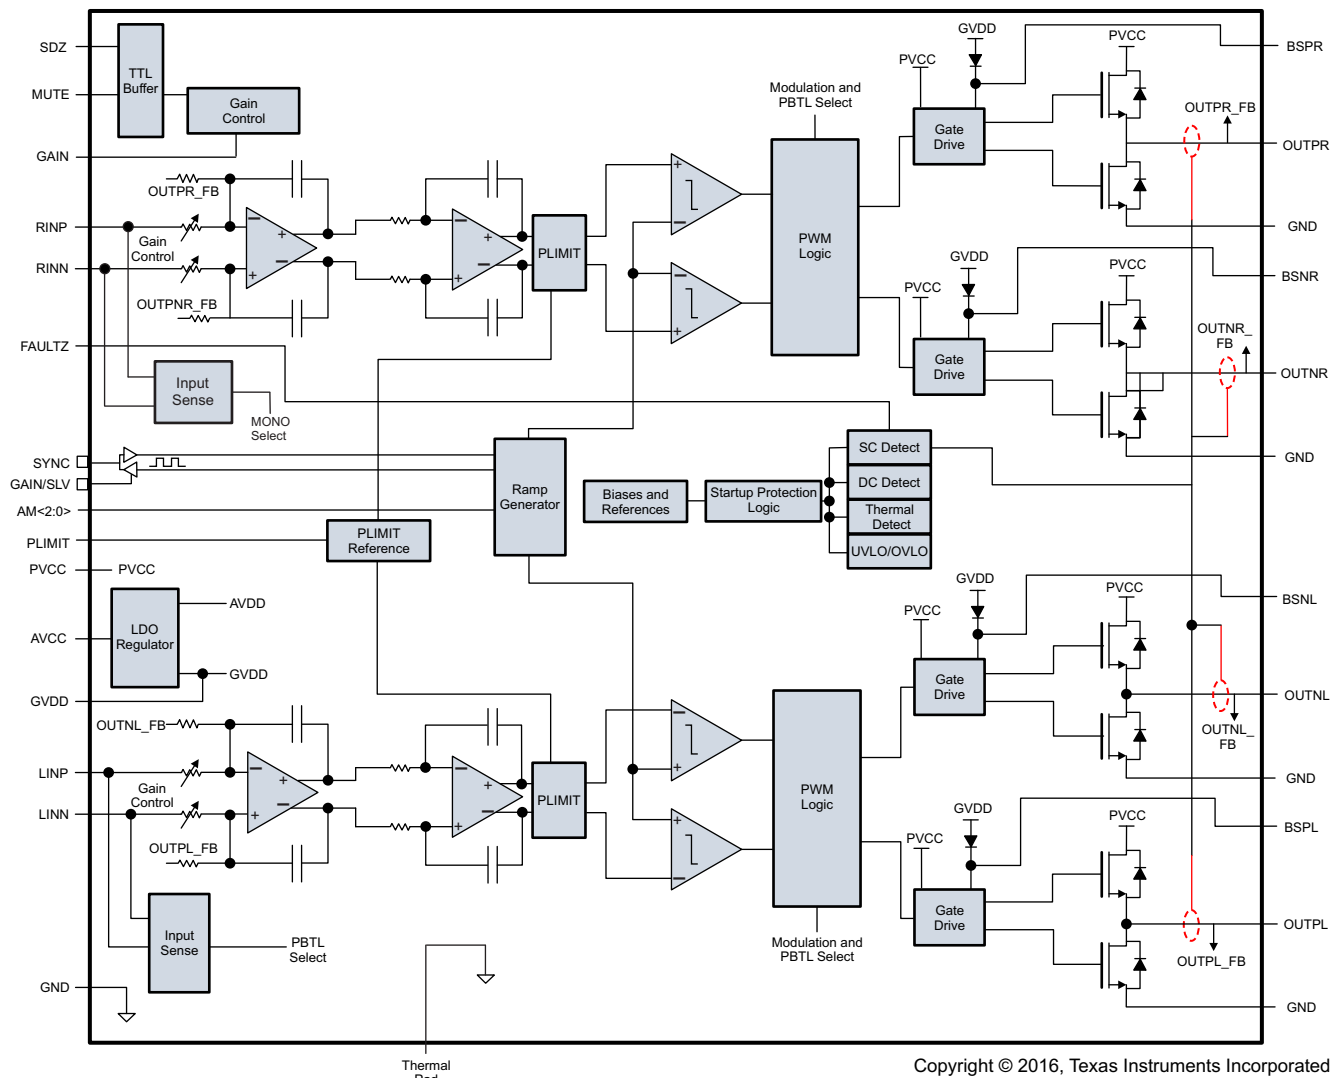 SDZ
MUTE
GAIN
TTL
Buffer
Gain
Control
OUTPR_FB
RINP
Gain
Control
RINN
OUTPNR_FB
FAULTZ
Input
Sense
MONO
Select
SYNC
GAIN/SLV
AM<2:0>
PLIMIT
PVCC
PVCC
PLIMIT
Reference
PLIMIT
Ramp
Generator
LDO
Regulator
AVDD
AVCC
GVDD
GVDD
OUTNL_FB
LINP
Gain
Control
LINN
OUTPL_FB
Input
Sense
PBTL
Select
GND
Thermal
PLIMIT
Modulation and
PBTL Select
PWM
Logic
Biases and
References
Startup Protection
Logic
SC Detect
DC Detect
Thermal
Detect
UVLO/OVLO
PWM
Logic
Modulation and
PBTL Select
GVDD
PVCC
Gate
Drive
PVCC
BSPR
OUTPR_FB
OUTPR
GND
GVDD
PVCC
Gate
Drive
PVCC
BSNR
OUTNR_
FB
OUTNR
GND
GVDD
PVCC
Gate
Drive
PVCC
BSNL
OUTNL
OUTNL_
FB
GND
GVDD
PVCC
Gate
Drive
PVCC
BSPL
OUTPL
OUTPL_FB
GND
Copyright © 2016, Texas Instruments Incorporated